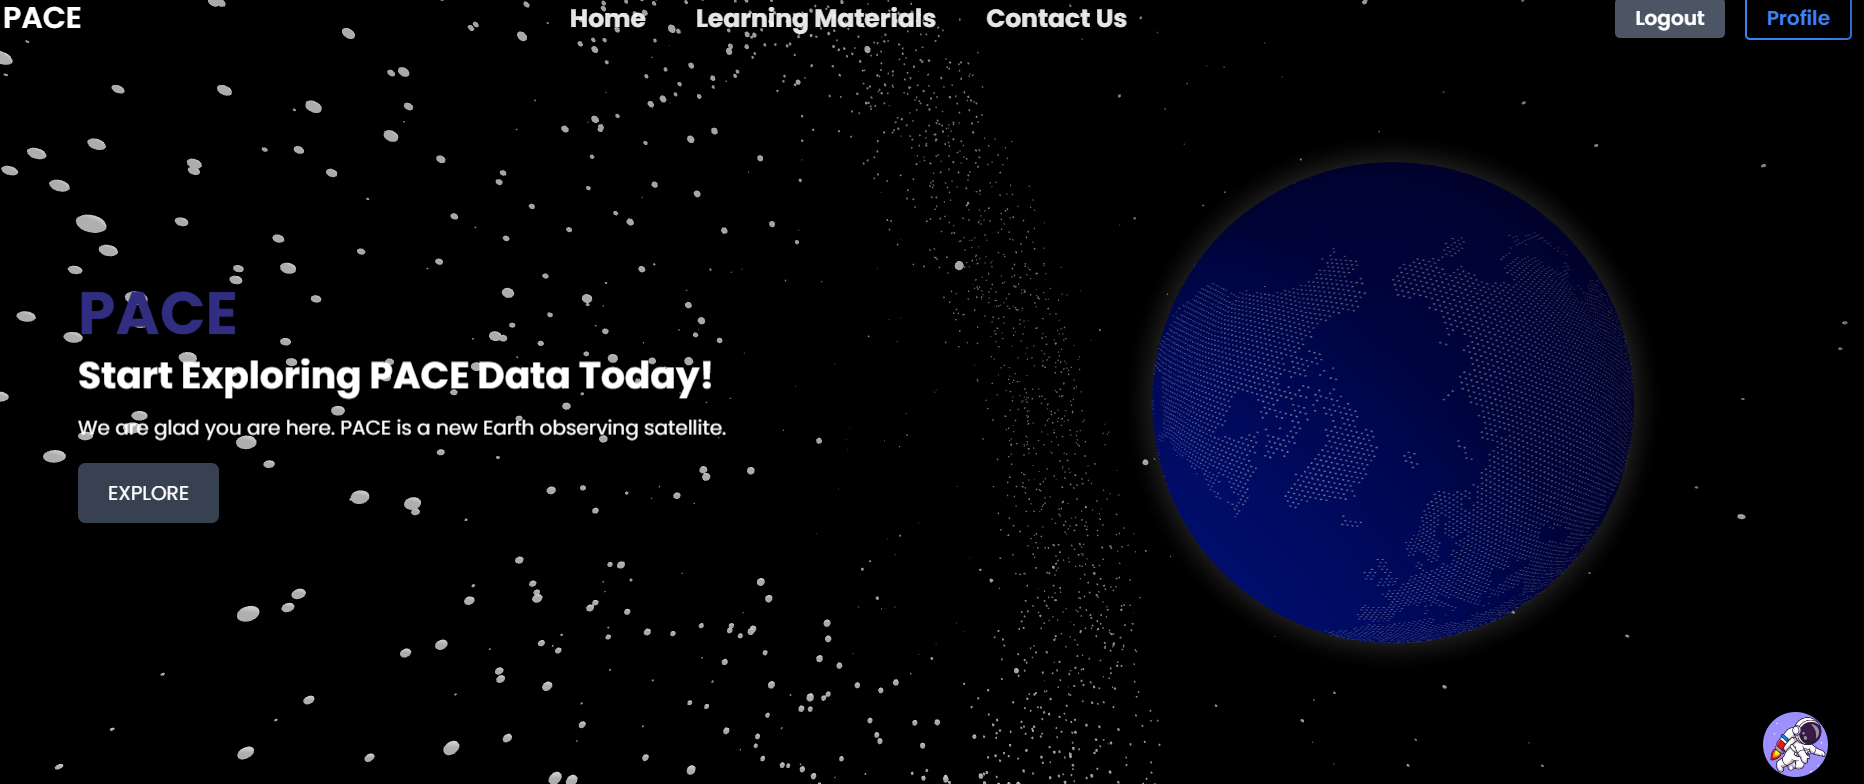 PACE
Home
Learning Materials
Contact Us
Logout
Profile
PACE
Start Exploring PACE Data Today!
We are glad you are here. PACE is a new Earth observing satellite.
EXPLORE